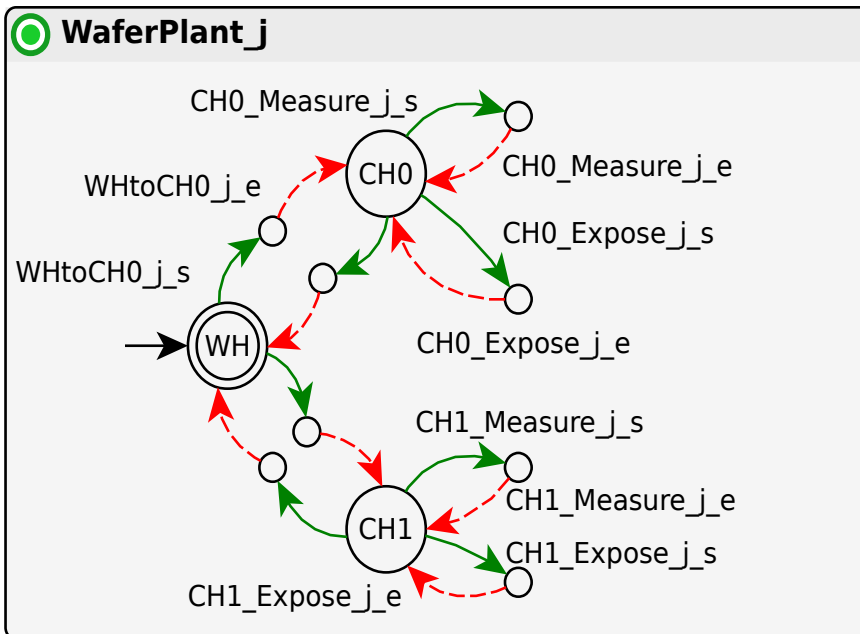 WaferPlant_j
CH0_Measure_j_s
CH0
CH0_Measure_j_e
WHtoCH0_j_e
CH0_Expose_j_s
WHtoCH0_j_s
WH
CH0_Expose_j_e
CH1_Measure_j_s
CH1_Measure_j_e
CH1
CH1_Expose_j_s
CH1_Expose_j_e